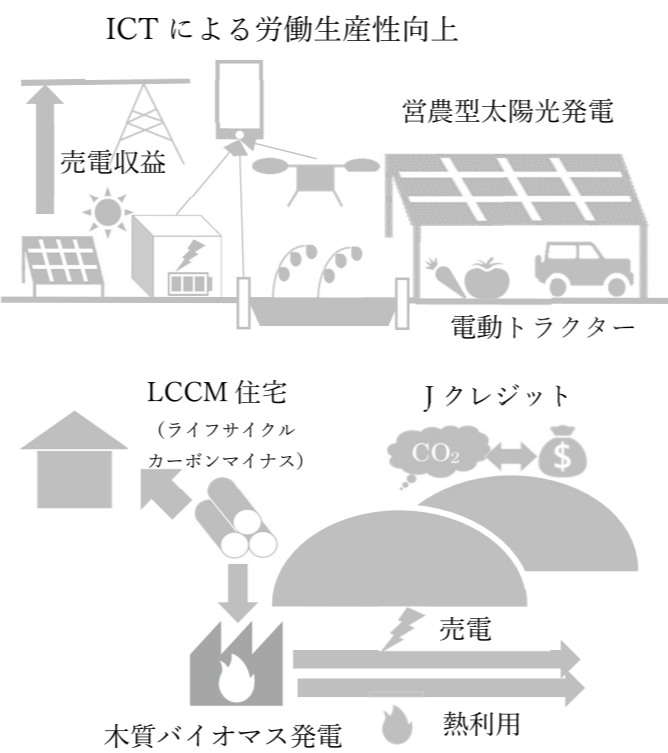 ICT による労働生産性向上
営農型太陽光発電
売電収益
電動トラクター
LCCM 住宅
（ライフサイクル
カーボンマイナス）
J クレジット
CO₂
$
売電
熱利用
木質バイオマス発電